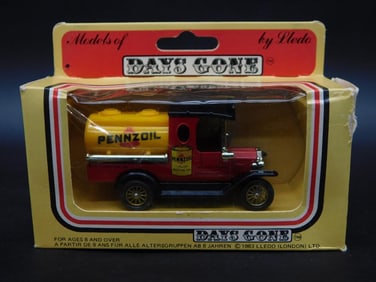 Models of by Lledo
DAYS GONE
PENNZOIL
PENNZOIL
DAYS GONE
FOR AGES 8 AND OVER
A PARTIR DE 8 ANS FÜR ALLE ALTERSGRUPPEN AB 8 JAHREN © 1983 LLEDO (LONDON) LTD